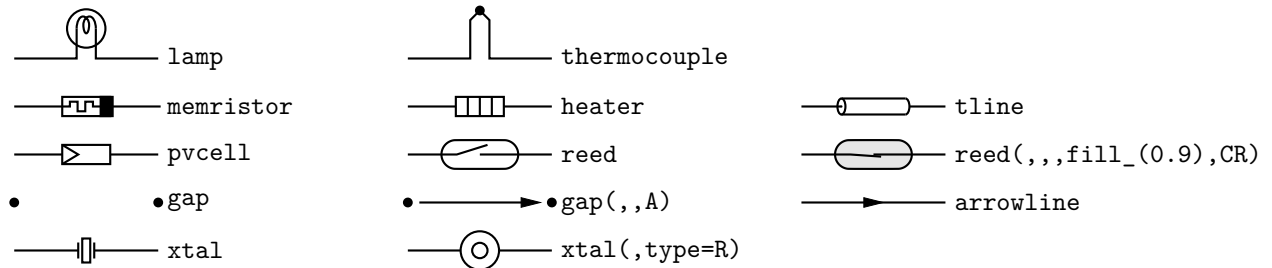 lamp thermocouple
memristor heater tline
pvcell reed reed(,,,fill_(0.9),CR)
gap gap(,,A) arrowline
xtal xtal(,type=R)